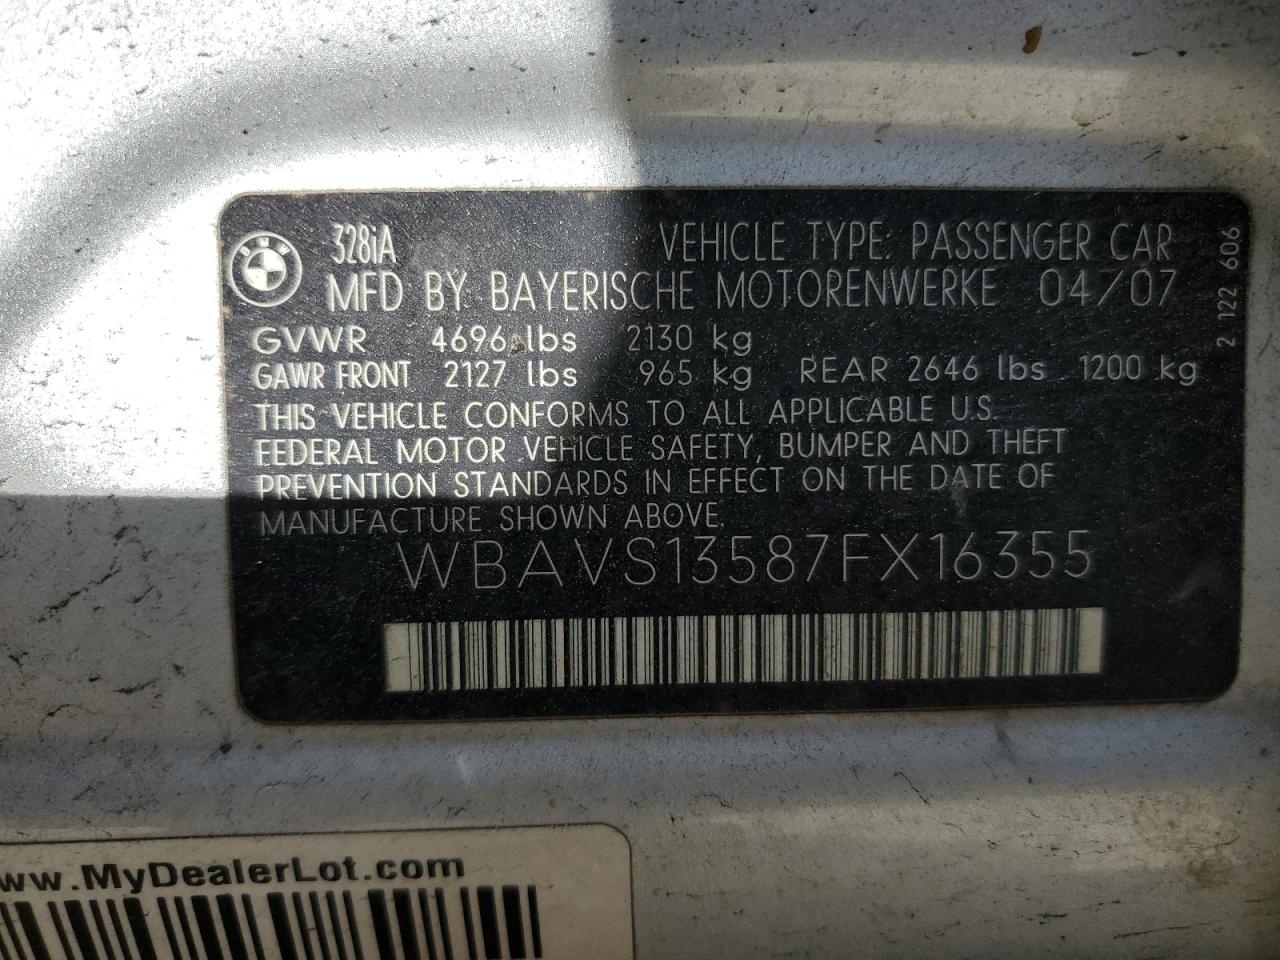 BMW
328iA VEHICLE TYPE: PASSENGER CAR
MFD BY: BAYERISCHE MOTORENWERKE 04/07
GVWR 4696 lbs 2130 kg
GAWR FRONT 2127 lbs 965 kg REAR 2646 lbs 1200 kg
THIS VEHICLE CONFORMS TO ALL APPLICABLE U.S.
FEDERAL MOTOR VEHICLE SAFETY, BUMPER AND THEFT
PREVENTION STANDARDS IN EFFECT ON THE DATE OF
MANUFACTURE SHOWN ABOVE.
WBAVS13587FX16355
2 122 606
ww.MyDealerLot.com